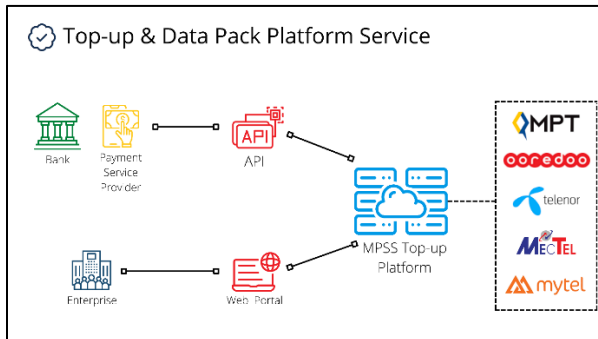 Top-up & Data Pack Platform Service
Bank
Payment
Service
Provider
API
API
MPSS Top-up
Platform
Enterprise
Web Portal
MPT
ooredoo
telenor
MECTEL
mytel